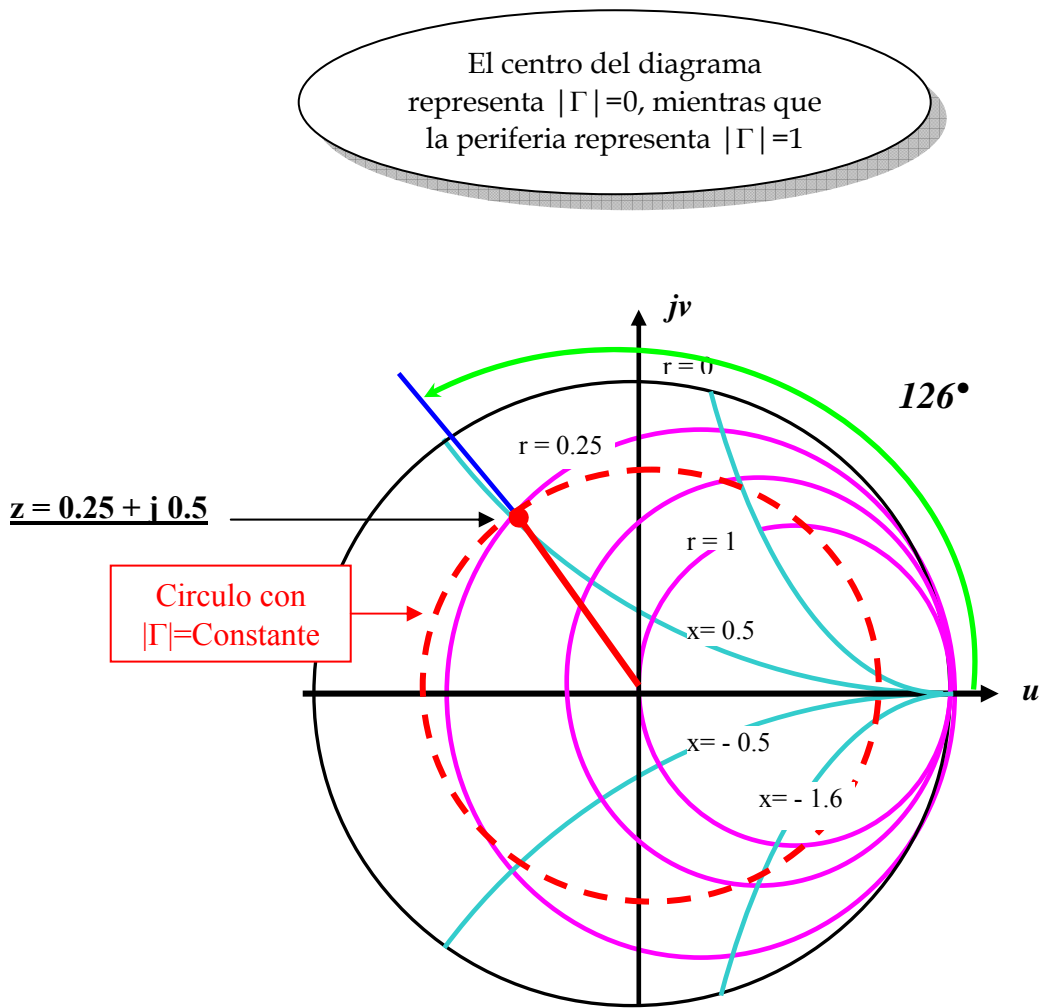 El centro del diagrama
representa |Γ|=0, mientras que
la periferia representa |Γ|=1
jv
r = 0
126•
r = 0.25
z = 0.25 + j 0.5
r = 1
Circulo con
|Γ|=Constante
x= 0.5
u
x= - 0.5
x= - 1.6